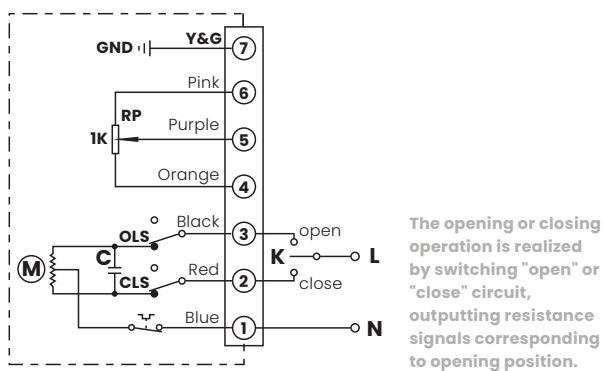 GND Y&G 7
Pink 6
RP
1K Purple 5
Orange 4
OLS Black 3 open
M C K L
CLS Red 2 close
Blue 1 N
The opening or closing
operation is realized
by switching "open" or
"close" circuit,
outputting resistance
signals corresponding
to opening position.